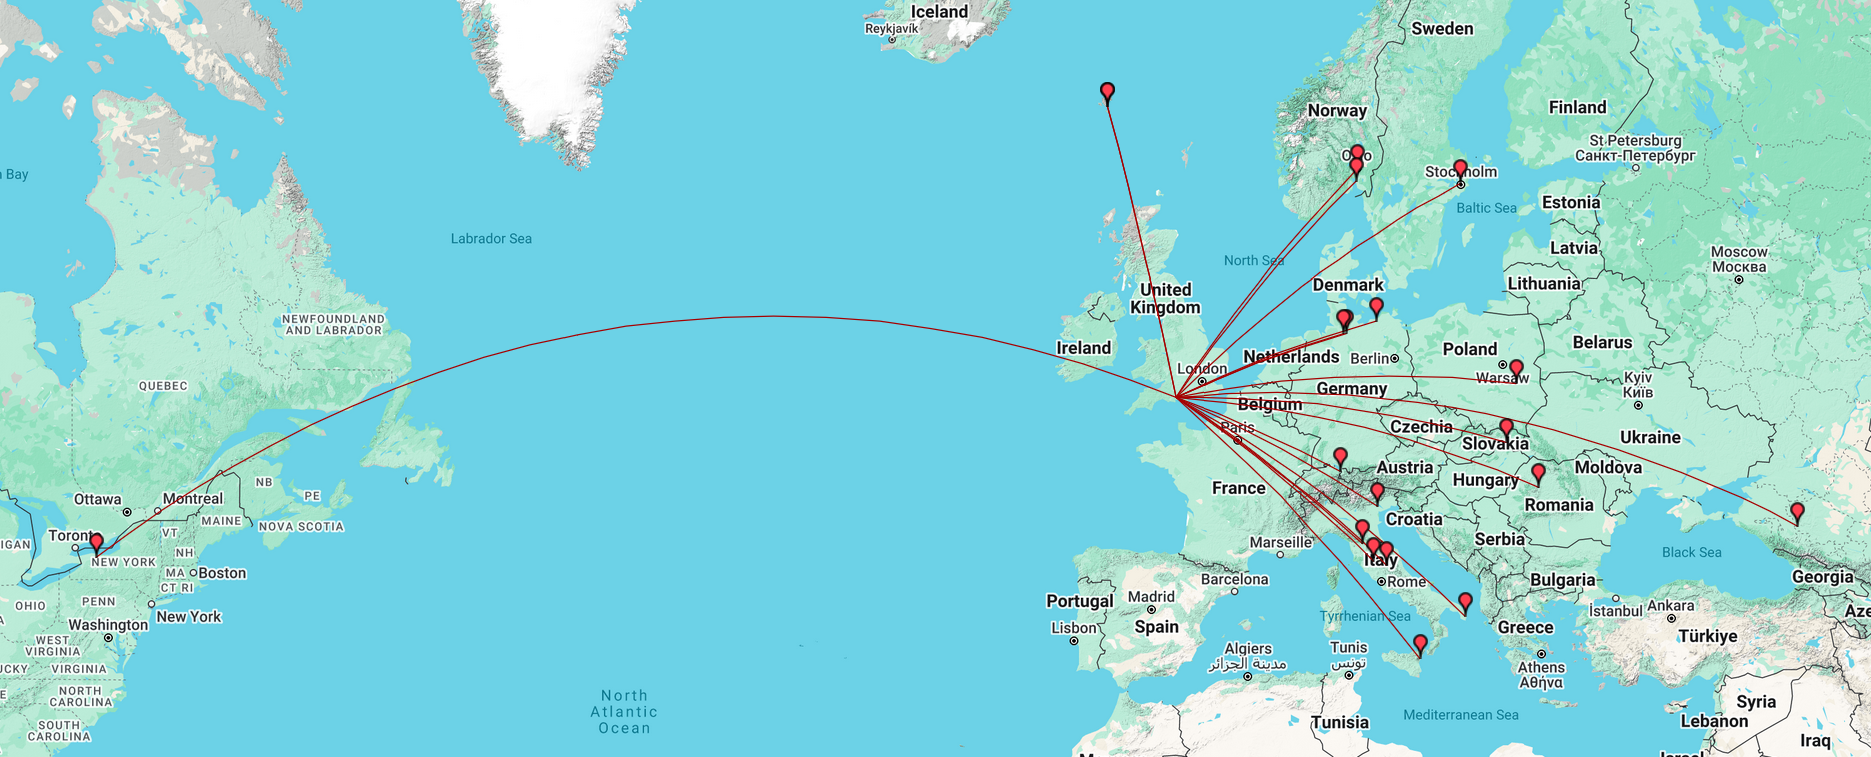 Iceland
Reykjavík
Sweden
Norway
Finland
St Petersburg
Санкт-Петербург
Stockholm
Baltic Sea
Estonia
Latvia
Moscow
Москва
Lithuania
n Bay
Labrador Sea
North Sea
Denmark
United
Kingdom
NEWFOUNDLAND
AND LABRADOR
Ireland
Netherlands
Berlin
Poland
Warsaw
Belarus
London
Germany
Kyiv
Київ
QUEBEC
Belgium
Paris
Czechia
Slovakia
Ukraine
Austria
Moldova
France
Hungary
Romania
Croatia
Serbia
Ottawa
Montreal
NB
PE
MAINE
NOVA SCOTIA
Toront
VT
IGAN
NEW YORK
NH
MA
Boston
CT RI
OHIO
PENN
New York
Washington
WEST
VIRGINIA
UCKY
VIRGINIA
NORTH
CAROLINA
SOUTH
CAROLINA
Marseille
Italy
Rome
Black Sea
Georgia
Bulgaria
Barcelona
Portugal
Madrid
Lisbon
Spain
Tyrrhenian Sea
İstanbul
Ankara
Aze
Türkiye
Greece
Athens
Αθήνα
Algiers
مدينة الجزائر
Tunis
تونس
North
Atlantic
Ocean
Tunisia
Mediterranean Sea
Syria
Lebanon
Iraq